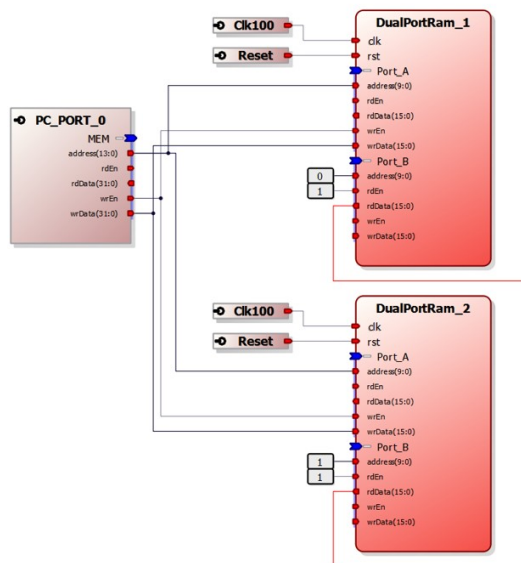 Clk100
Reset
DualPortRam_1
clk
rst
Port_A
address(9:0)
rdEn
rdData(15:0)
wrEn
wrData(15:0)
Port_B
0
address(9:0)
1
rdEn
rdData(15:0)
wrEn
wrData(15:0)
PC_PORT_0
MEM
address(13:0)
rdEn
rdData(31:0)
wrEn
wrData(31:0)
Clk100
Reset
DualPortRam_2
clk
rst
Port_A
address(9:0)
rdEn
rdData(15:0)
wrEn
wrData(15:0)
Port_B
1
address(9:0)
1
rdEn
rdData(15:0)
wrEn
wrData(15:0)